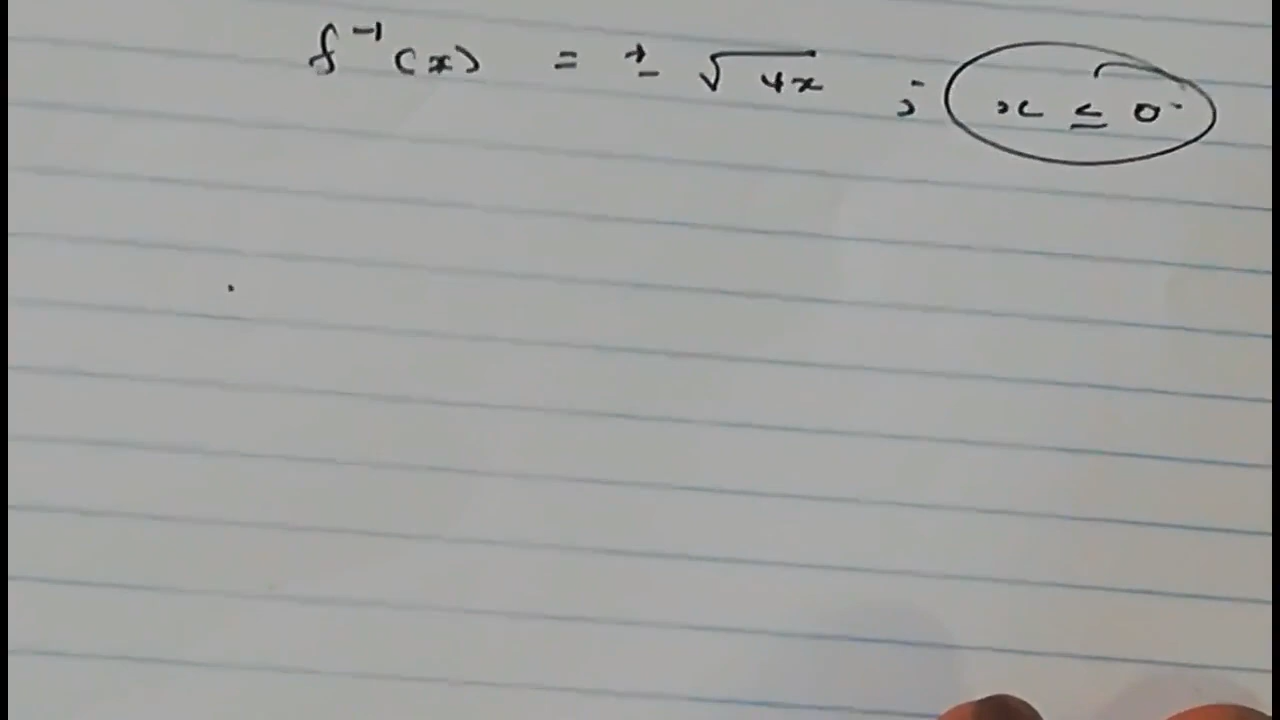 f⁻¹(x) = ± √4x ; x ≤ 0